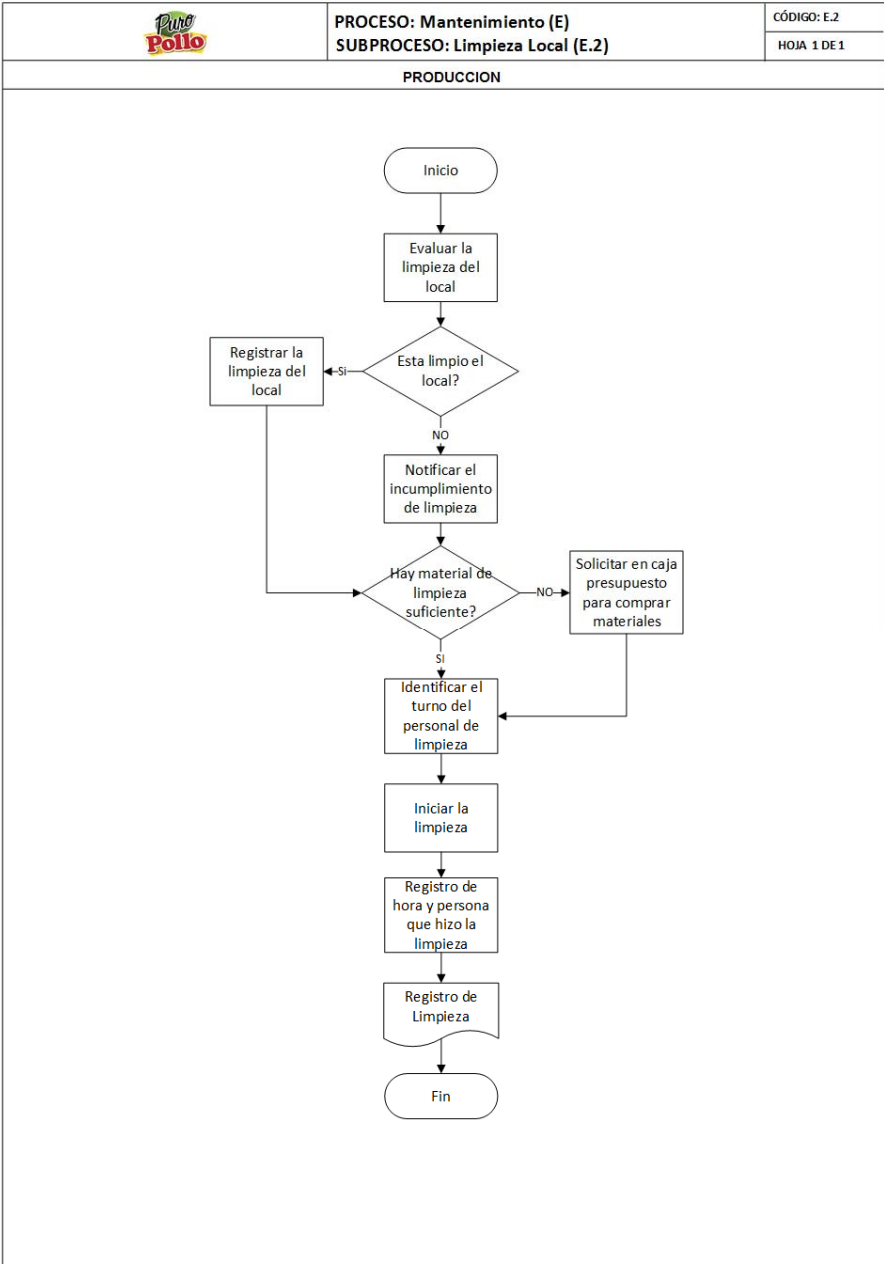 Puro
Pollo
PROCESO: Mantenimiento (E)
SUBPROCESO: Limpieza Local (E.2)
CÓDIGO: E.2
HOJA 1 DE 1
PRODUCCION
Inicio
Evaluar la
limpieza del
local
Esta limpio el
local?
Si
Registrar la
limpieza del
local
NO
Notificar el
incumplimiento
de limpieza
Hay material de
limpieza
suficiente?
NO
Solicitar en caja
presupuesto
para comprar
materiales
SI
Identificar el
turno del
personal de
limpieza
Iniciar la
limpieza
Registro de
hora y persona
que hizo la
limpieza
Registro de
Limpieza
Fin